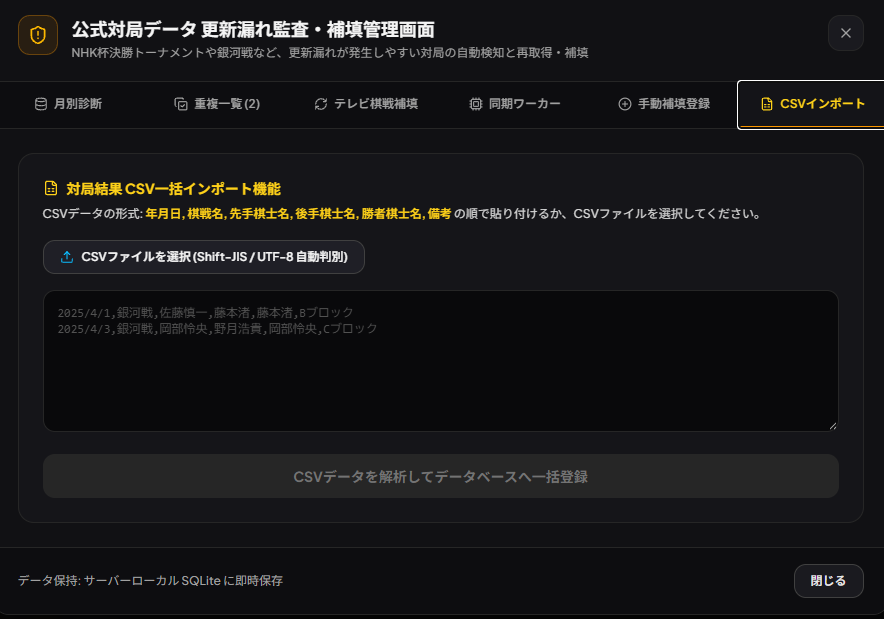 公式対局データ 更新漏れ監査・補填管理画面
NHK杯決勝トーナメントや銀河戦など、更新漏れが発生しやすい対局の自動検知と再取得・補填
月別診断
重複一覧 (2)
テレビ棋戦補填
同期ワーカー
手動補填登録
CSVインポート
対局結果 CSV一括インポート機能
CSVデータの形式: 年月日, 棋戦名, 先手棋士名, 後手棋士名, 勝者棋士名, 備考 の順で貼り付けるか、CSVファイルを選択してください。
CSVファイルを選択 (Shift-JIS / UTF-8 自動判別)
2025/4/1,銀河戦,佐藤慎一,藤本渚,藤本渚,Bブロック
2025/4/3,銀河戦,岡部怜央,野月浩貴,岡部怜央,Cブロック
CSVデータを解析してデータベースへ一括登録
データ保持: サーバーローカル SQLite に即時保存
閉じる